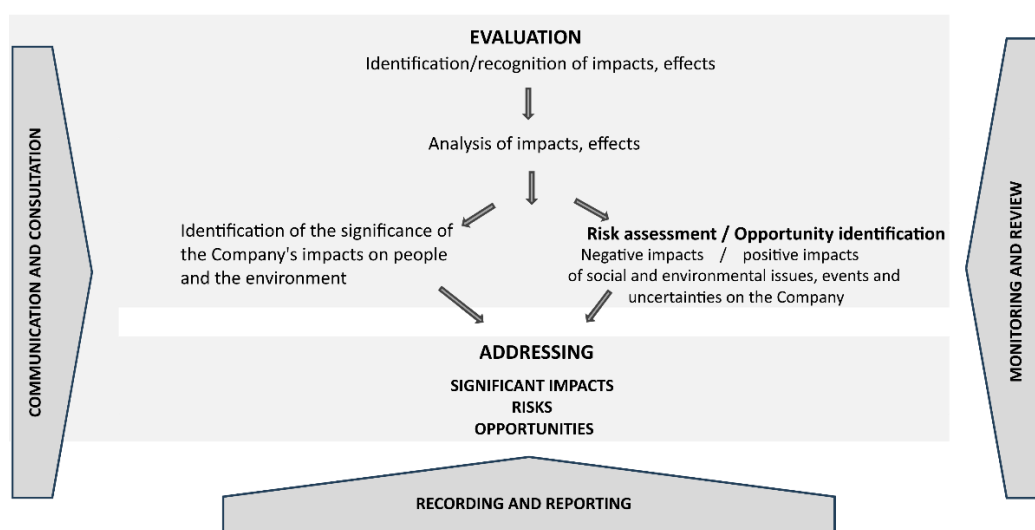 EVALUATION
Identification/recognition of impacts, effects
Analysis of impacts, effects
Identification of the significance of
the Company's impacts on people
and the environment
Risk assessment / Opportunity identification
Negative impacts / positive impacts
of social and environmental issues, events and
uncertainties on the Company
ADDRESSING
SIGNIFICANT IMPACTS
RISKS
OPPORTUNITIES
COMMUNICATION AND CONSULTATION
MONITORING AND REVIEW
RECORDING AND REPORTING